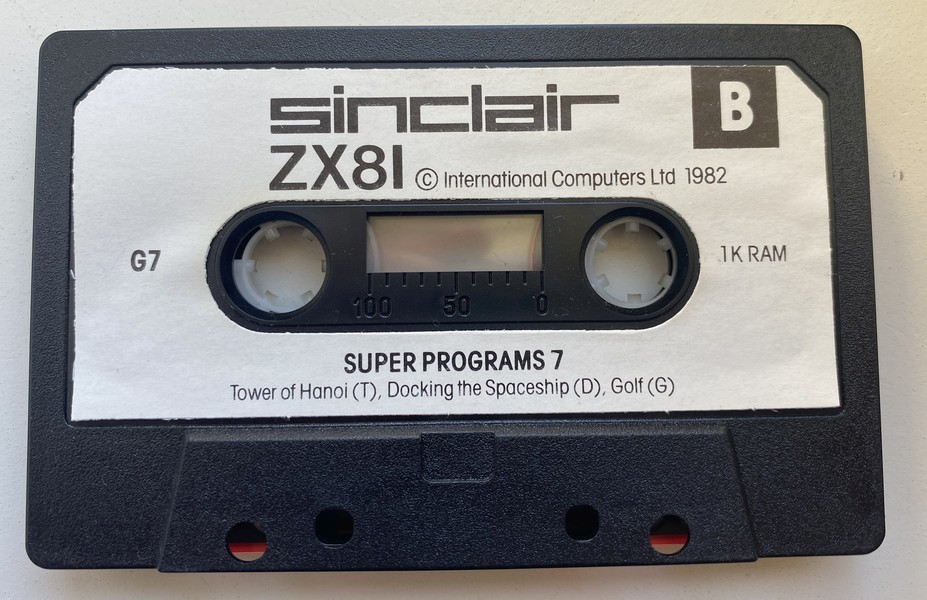 sinclair
B
ZX81
© International Computers Ltd 1982
G7
1K RAM
100 50 0
SUPER PROGRAMS 7
Tower of Hanoi (T), Docking the Spaceship (D), Golf (G)